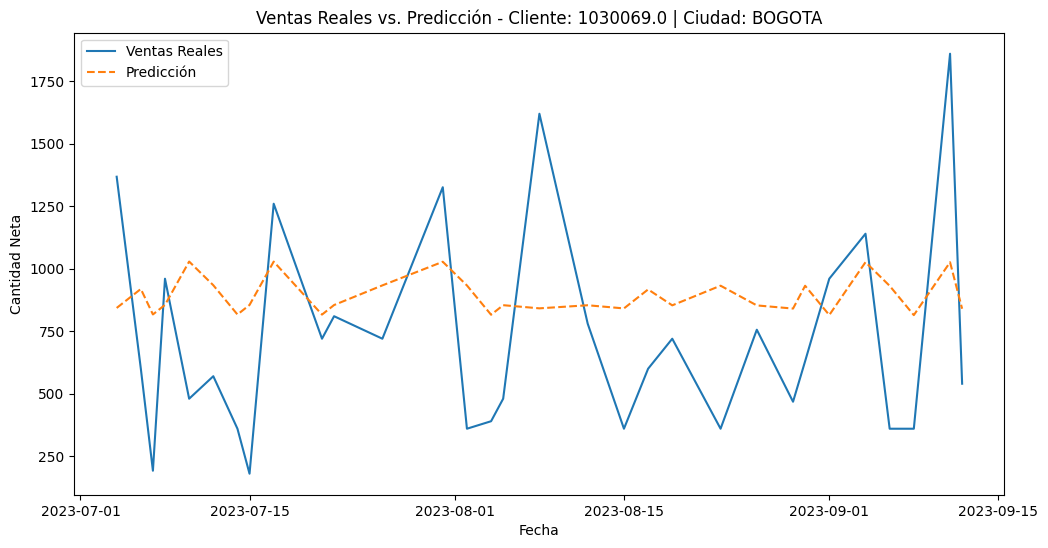 Ventas Reales vs. Predicción - Cliente: 1030069.0 | Ciudad: BOGOTA
Ventas Reales
Predicción
1750
1500
1250
1000
750
500
250
Cantidad Neta
2023-07-01
2023-07-15
2023-08-01
2023-08-15
2023-09-01
2023-09-15
Fecha